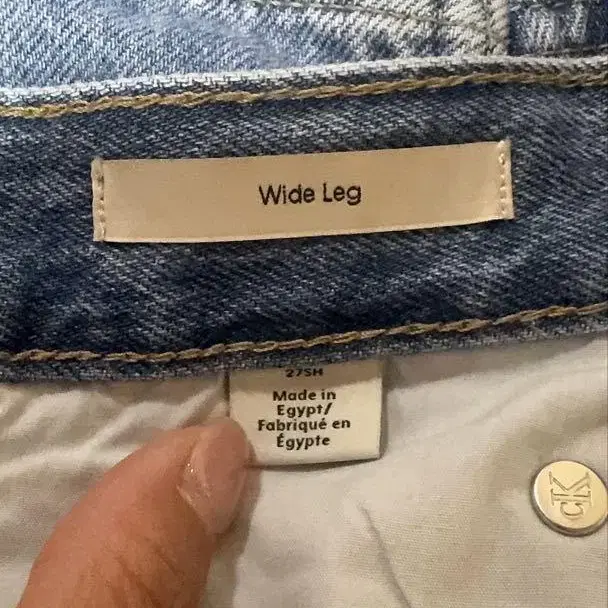 Wide Leg
27SH
Made in
Egypt/
Fabriqué en
Égypte
cK